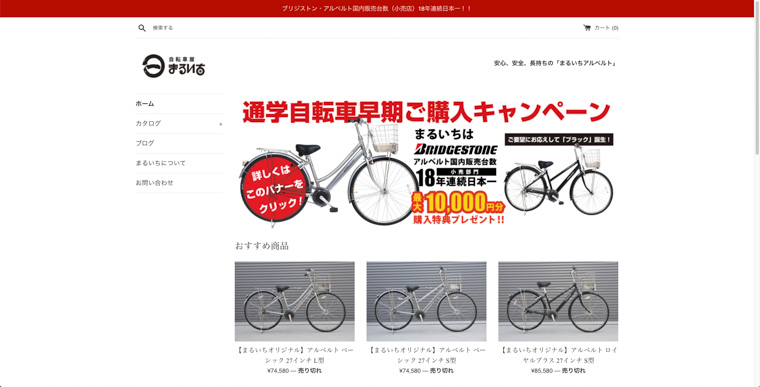 ブリジストン・アルベルト国内販売台数（小売店）18年連続日本一！！
検索する
カート (0)
自転車屋
まるいち
安心、安全、長持ちの「まるいちアルベルト」
ホーム
カタログ +
ブログ
まるいちについて
お問い合わせ
通学自転車早期ご購入キャンペーン
まるいちは
BRIDGESTONE
アルベルト国内販売台数
小売部門
18年連続日本一
最大10,000円分
購入特典プレゼント!!
ご要望にお応えして「ブラック」誕生！
詳しくは
このバナーを
クリック！
おすすめ商品
【まるいちオリジナル】アルベルト ベー
シック 27インチ L型
¥74,580 — 売り切れ
【まるいちオリジナル】アルベルト ベー
シック 27インチ S型
¥74,580 — 売り切れ
【まるいちオリジナル】アルベルト ロイ
ヤルプラス 27インチ S型
¥85,580 — 売り切れ